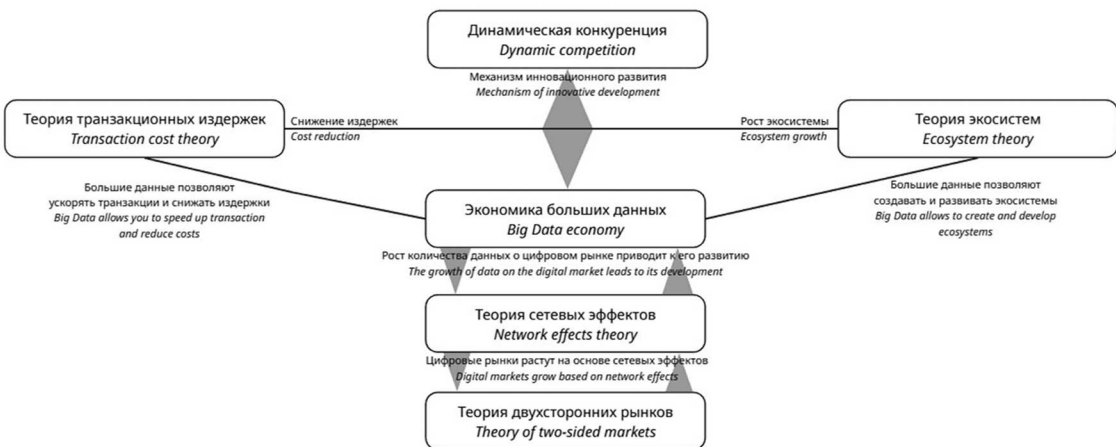 Динамическая конкуренция
Dynamic competition
Механизм инновационного развития
Mechanism of innovative development
Теория транзакционных издержек
Transaction cost theory
Снижение издержек
Cost reduction
Рост экосистемы
Ecosystem growth
Теория экосистем
Ecosystem theory
Большие данные позволяют
ускорять транзакции и снижать издержки
Big Data allows you to speed up transaction
and reduce costs
Экономика больших данных
Big Data economy
Большие данные позволяют
создавать и развивать экосистемы
Big Data allows to create and develop
ecosystems
Рост количества данных о цифровом рынке приводит к его развитию
The growth of data on the digital market leads to its development
Теория сетевых эффектов
Network effects theory
Цифровые рынки растут на основе сетевых эффектов
Digital markets grow based on network effects
Теория двухсторонних рынков
Theory of two-sided markets